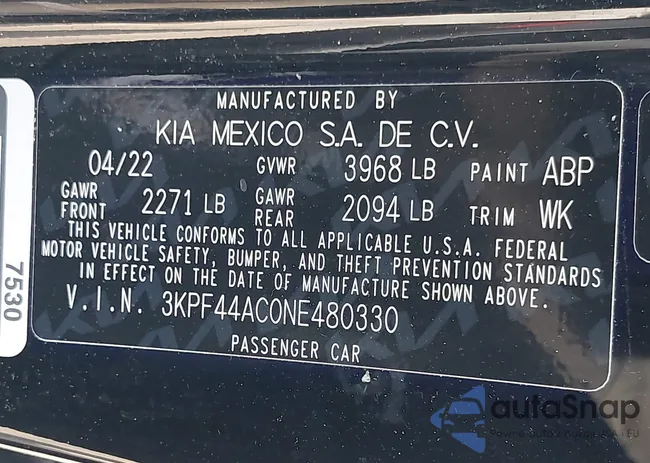 MANUFACTURED BY
KIA MEXICO S.A. DE C.V.
04/22 GVWR 3968 LB PAINT ABP
GAWR FRONT 2271 LB GAWR REAR 2094 LB TRIM WK
THIS VEHICLE CONFORMS TO ALL APPLICABLE U.S.A. FEDERAL
MOTOR VEHICLE SAFETY, BUMPER, AND THEFT PREVENTION STANDARDS
IN EFFECT ON THE DATE OF MANUFACTURE SHOWN ABOVE.
V.I.N. 3KPF44AC0NE480330
PASSENGER CAR
7530
autoSnap